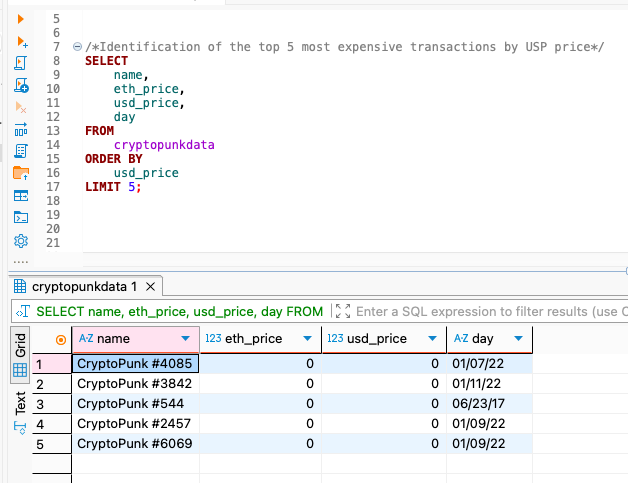 5
6
7 /*Identification of the top 5 most expensive transactions by USP price*/
8 SELECT
9 name,
10 eth_price,
11 usd_price,
12 day
13 FROM
14 cryptopunkdata
15 ORDER BY
16 usd_price
17 LIMIT 5;
18
19
20
21
cryptopunkdata 1
SELECT name, eth_price, usd_price, day FROM Enter a SQL expression to filter results (use C
Grid
Text
A-Z name 123 eth_price 123 usd_price A-Z day
1 CryptoPunk #4085 0 0 01/07/22
2 CryptoPunk #3842 0 0 01/11/22
3 CryptoPunk #544 0 0 06/23/17
4 CryptoPunk #2457 0 0 01/09/22
5 CryptoPunk #6069 0 0 01/09/22